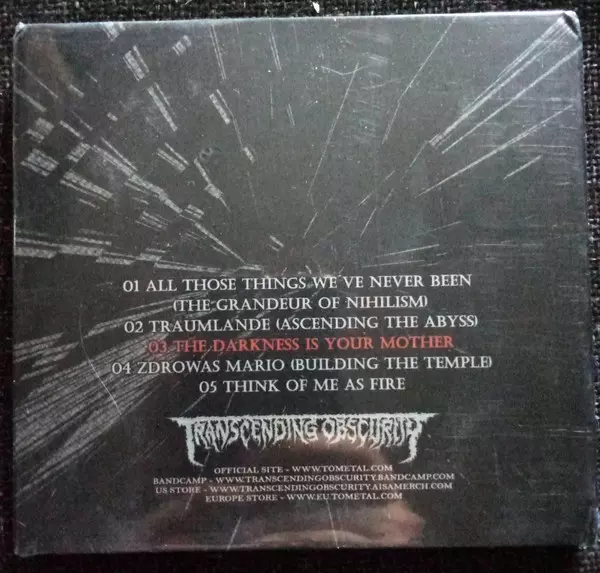 01 ALL THOSE THINGS WE´VE NEVER BEEN
(THE GRANDEUR OF NIHILISM)
02 TRAUMLANDE (ASCENDING THE ABYSS)
03 THE DARKNESS IS YOUR MOTHER
04 ZDROWAS MARIO (BUILDING THE TEMPLE)
05 THINK OF ME AS FIRE
TRANSCENDING OBSCURITY
OFFICIAL SITE - WWW.TOMETAL.COM
BANDCAMP - WWW.TRANSCENDINGOBSCURITY.BANDCAMP.COM
US STORE - WWW.TRANSCENDINGOBSCURITY.AISAMERCH.COM
EUROPE STORE - WWW.EU.TOMETAL.COM